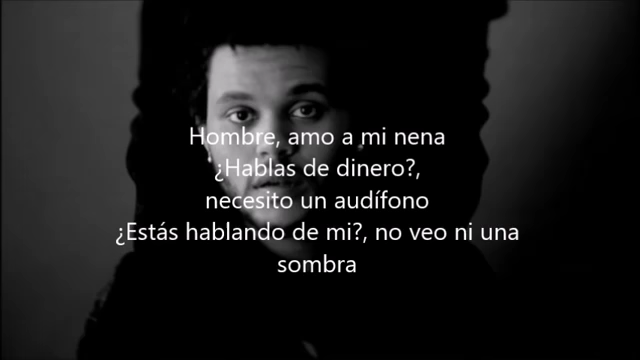 Hombre, amo a mi nena
¿Hablas de dinero?,
necesito un audífono
¿Estás hablando de mi?, no veo ni una
sombra